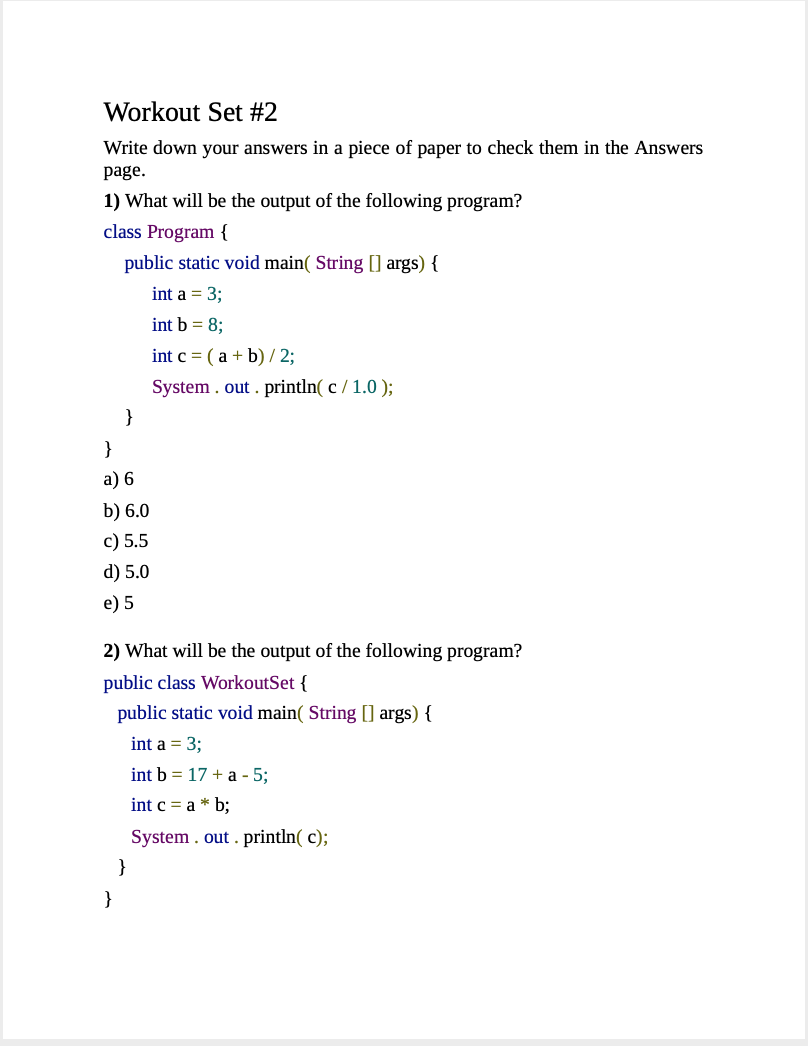 Workout Set #2
Write down your answers in a piece of paper to check them in the Answers
page.
1) What will be the output of the following program?
class Program {
public static void main( String [] args) {
int a = 3;
int b = 8;
int c = ( a + b) / 2;
System . out . println( c / 1.0 );
}
}
a) 6
b) 6.0
c) 5.5
d) 5.0
e) 5
2) What will be the output of the following program?
public class WorkoutSet {
public static void main( String [] args) {
int a = 3;
int b = 17 + a - 5;
int c = a * b;
System . out . println( c);
}
}